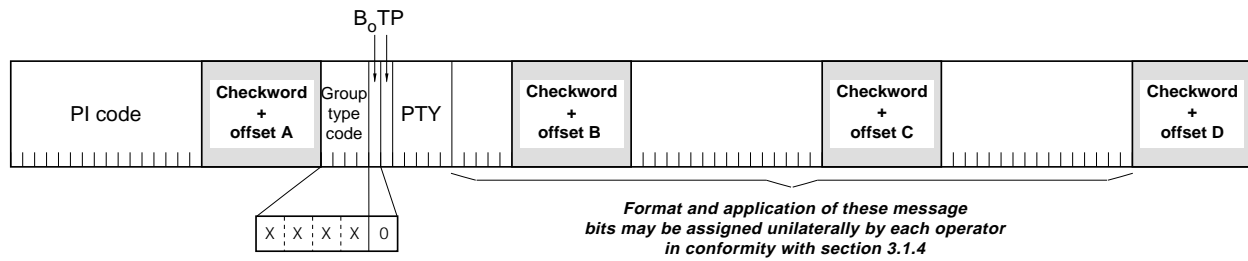 BoTP
PI code
Checkword
+
offset A
Group
type
code
PTY
Checkword
+
offset B
Checkword
+
offset C
Checkword
+
offset D
X X X X 0
Format and application of these message
bits may be assigned unilaterally by each operator
in conformity with section 3.1.4